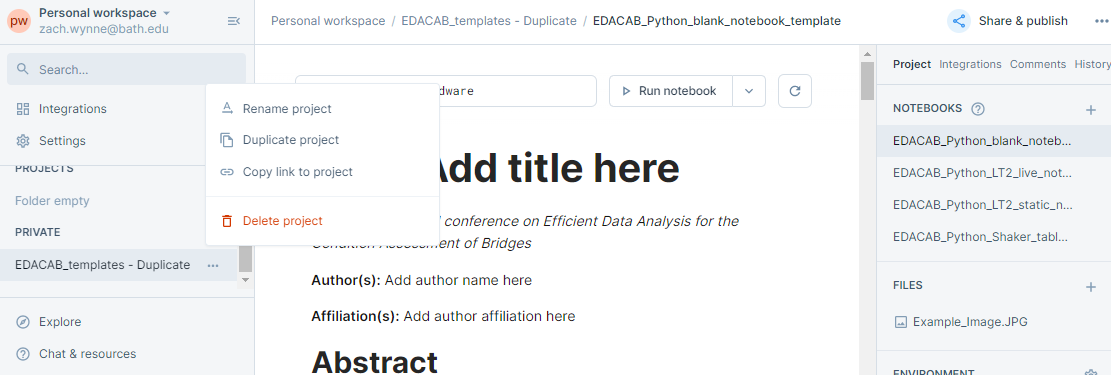 pw
Personal workspace
zach.wynne@bath.edu
Search...
Integrations
Settings
PROJECTS
Folder empty
PRIVATE
EDACAB_templates - Duplicate
Explore
Chat & resources
Rename project
Duplicate project
Copy link to project
Delete project
Personal workspace / EDACAB_templates - Duplicate / EDACAB_Python_blank_notebook_template
Share & publish
Run notebook
Add title here
conference on Efficient Data Analysis for the
Condition Assessment of Bridges
Author(s): Add author name here
Affiliation(s): Add author affiliation here
Abstract
Project Integrations Comments History
NOTEBOOKS
EDACAB_Python_blank_noteb...
EDACAB_Python_LT2_live_not...
EDACAB_Python_LT2_static_n...
EDACAB_Python_Shaker_tabl...
FILES
Example_Image.JPG
ENVIRONMENT